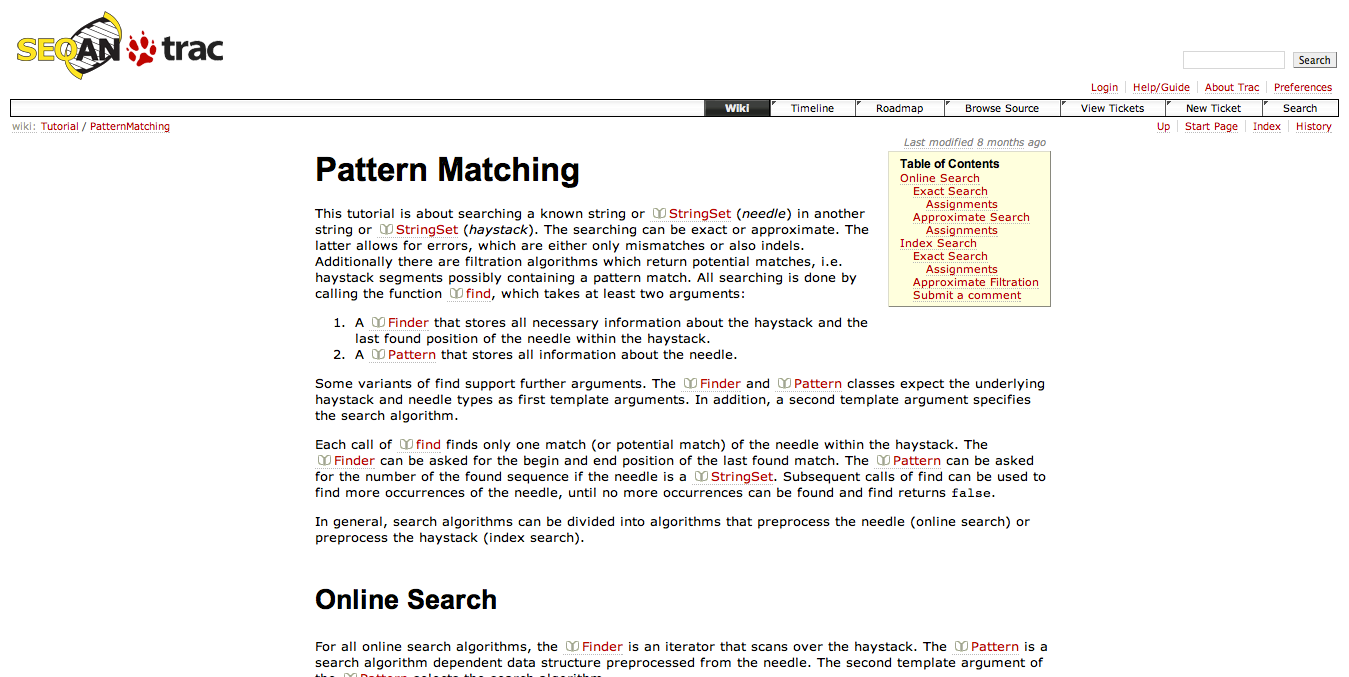 SEQAN trac
Search
Login Help/Guide About Trac Preferences
Wiki Timeline Roadmap Browse Source View Tickets New Ticket Search
wiki: Tutorial / PatternMatching
Up Start Page Index History
Last modified 8 months ago
Pattern Matching
Table of Contents
Online Search
Exact Search
Assignments
Approximate Search
Assignments
Index Search
Exact Search
Assignments
Approximate Filtration
Submit a comment
This tutorial is about searching a known string or StringSet (needle) in another
string or StringSet (haystack). The searching can be exact or approximate. The
latter allows for errors, which are either only mismatches or also indels.
Additionally there are filtration algorithms which return potential matches, i.e.
haystack segments possibly containing a pattern match. All searching is done by
calling the function find, which takes at least two arguments:
1. A Finder that stores all necessary information about the haystack and the
last found position of the needle within the haystack.
2. A Pattern that stores all information about the needle.
Some variants of find support further arguments. The Finder and Pattern classes expect the underlying
haystack and needle types as first template arguments. In addition, a second template argument specifies
the search algorithm.
Each call of find finds only one match (or potential match) of the needle within the haystack. The
Finder can be asked for the begin and end position of the last found match. The Pattern can be asked
for the number of the found sequence if the needle is a StringSet. Subsequent calls of find can be used to
find more occurrences of the needle, until no more occurrences can be found and find returns false.
In general, search algorithms can be divided into algorithms that preprocess the needle (online search) or
preprocess the haystack (index search).
Online Search
For all online search algorithms, the Finder is an iterator that scans over the haystack. The Pattern is a
search algorithm dependent data structure preprocessed from the needle. The second template argument of
the Pattern selects the search algorithm.